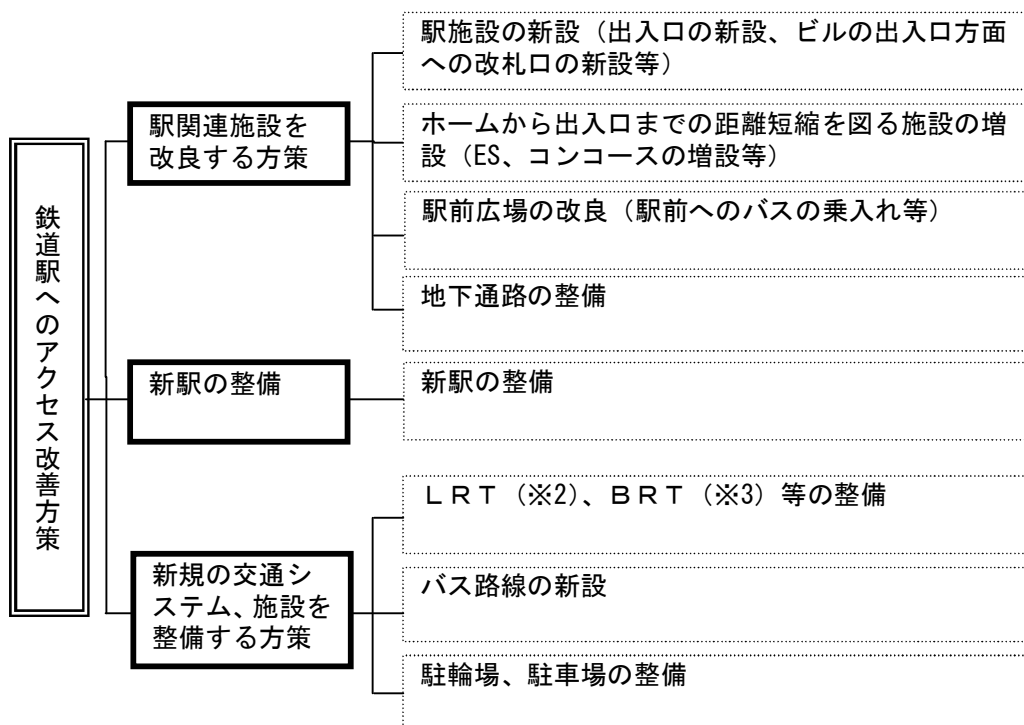 鉄道駅へのアクセス改善方策
駅関連施設を
改良する方策
駅施設の新設（出入口の新設、ビルの出入口方面
への改札口の新設等）
ホームから出入口までの距離短縮を図る施設の増
設（ES、コンコースの増設等）
駅前広場の改良（駅前へのバスの乗入れ等）
地下通路の整備
新駅の整備
新駅の整備
新規の交通シ
ステム、施設を
整備する方策
ＬＲＴ（※2）、ＢＲＴ（※3）等の整備
バス路線の新設
駐輪場、駐車場の整備